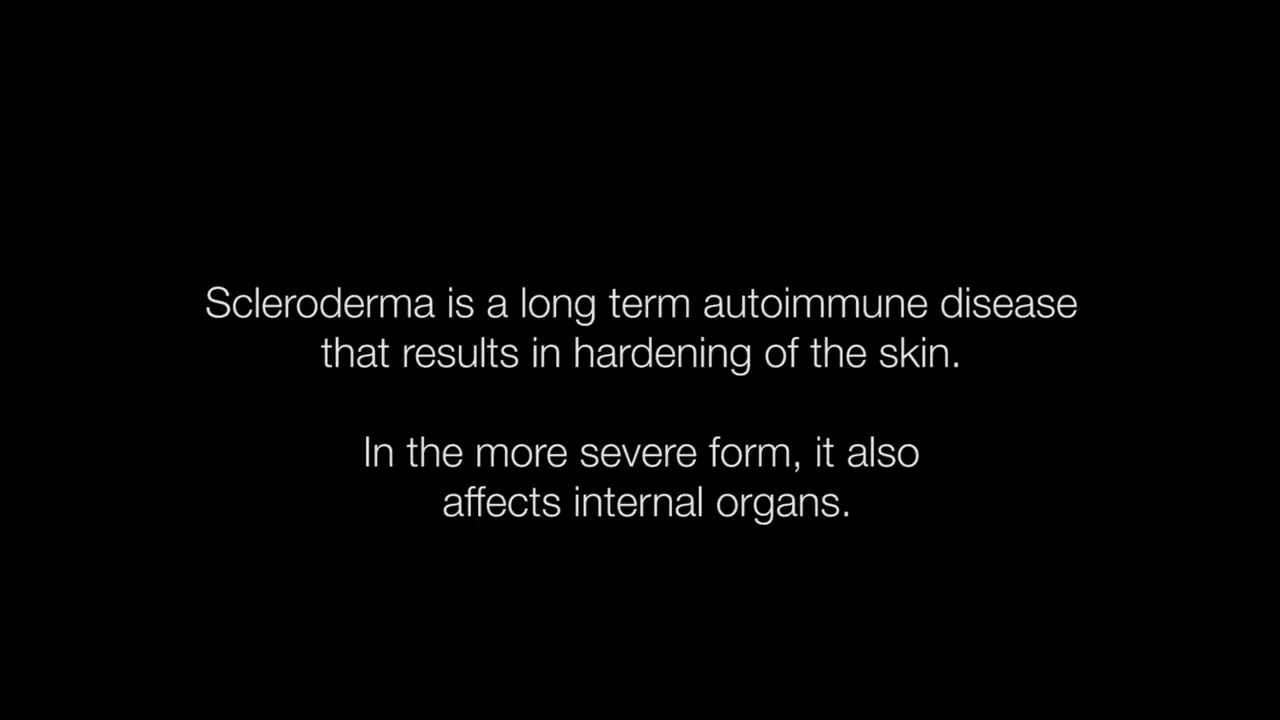 Scleroderma is a long term autoimmune disease
that results in hardening of the skin.
In the more severe form, it also
affects internal organs.